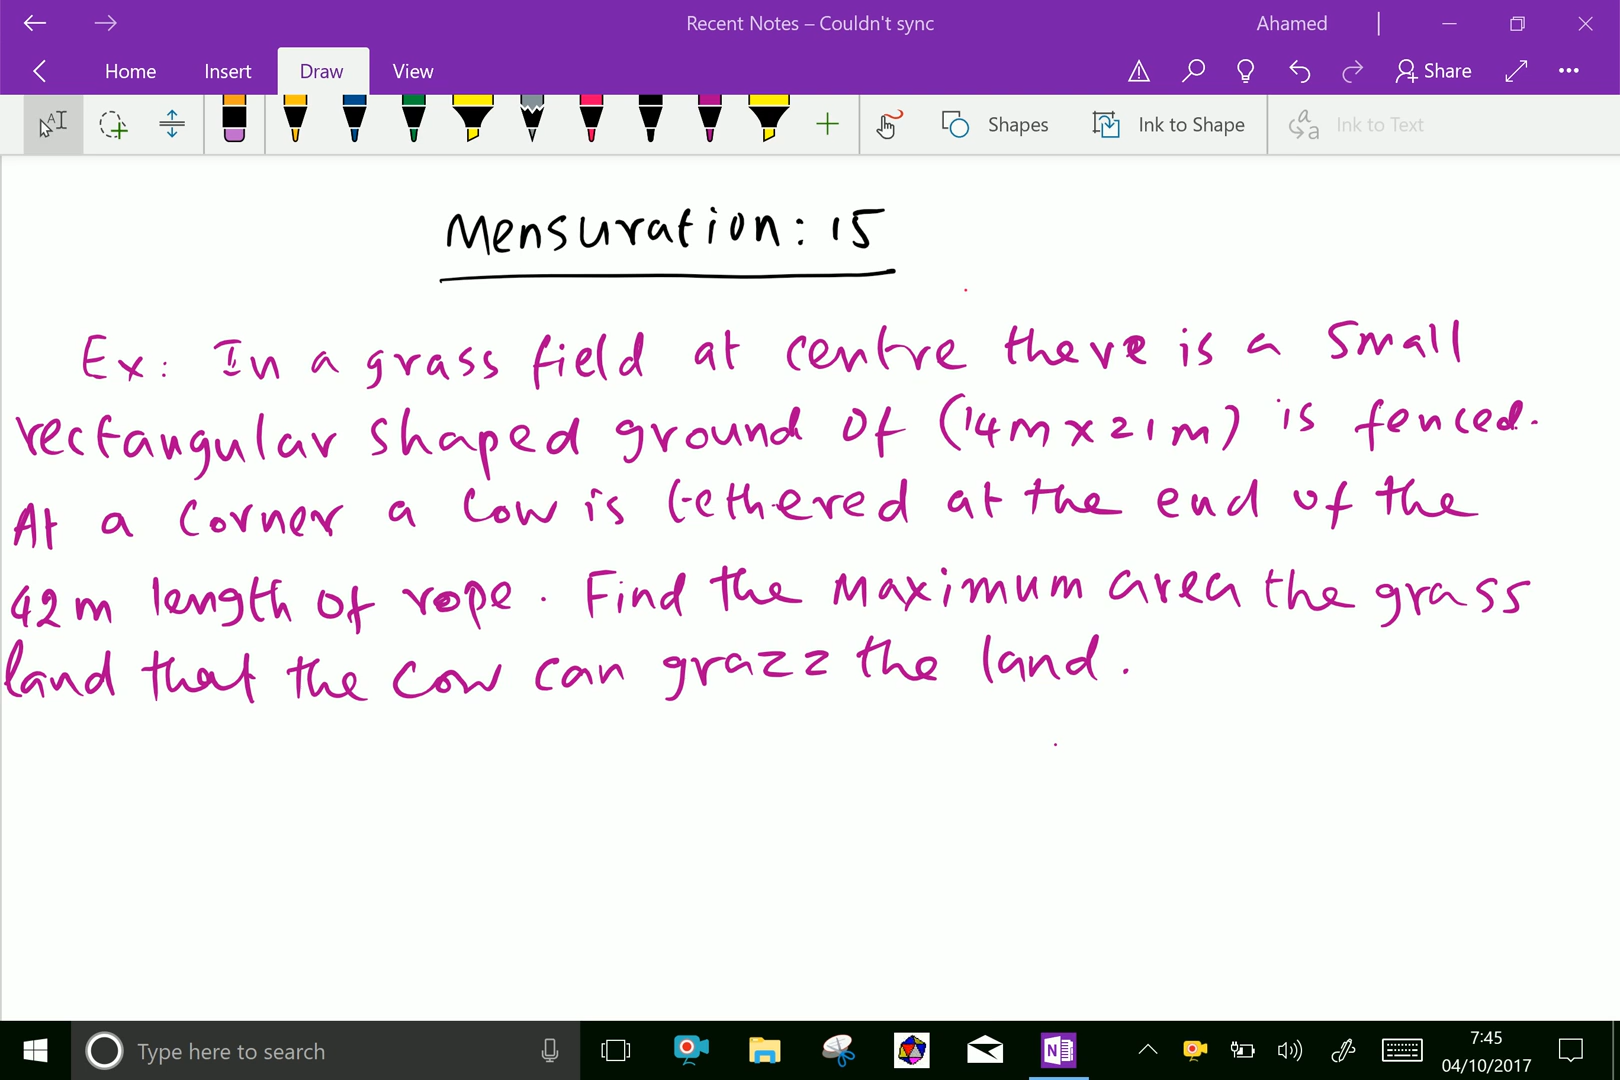 Recent Notes – Couldn't sync
Ahamed
Home Insert Draw View Share
Shapes Ink to Shape Ink to Text
Mensuration: 15
Ex: In a grass field at centre there is a small
rectangular shaped ground of (14m x 21m) is fenced.
At a corner a cow is tethered at the end of the
42m length of rope. Find the maximum area the grass
land that the cow can grazz the land.
Type here to search
7:45
04/10/2017